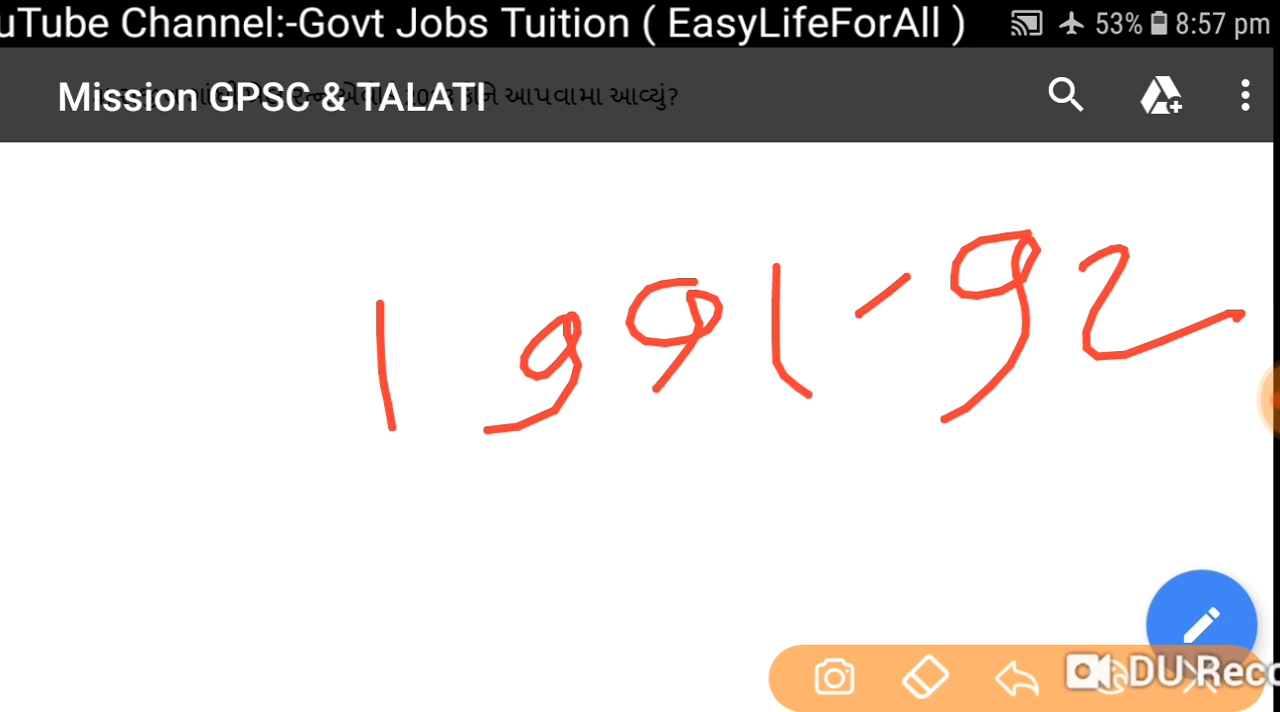 uTube Channel:-Govt Jobs Tuition ( EasyLifeForAll )
53% 8:57 pm
Mission GPSC & TALATI
આપવામા આવ્યું?
1991-92
DU Reco